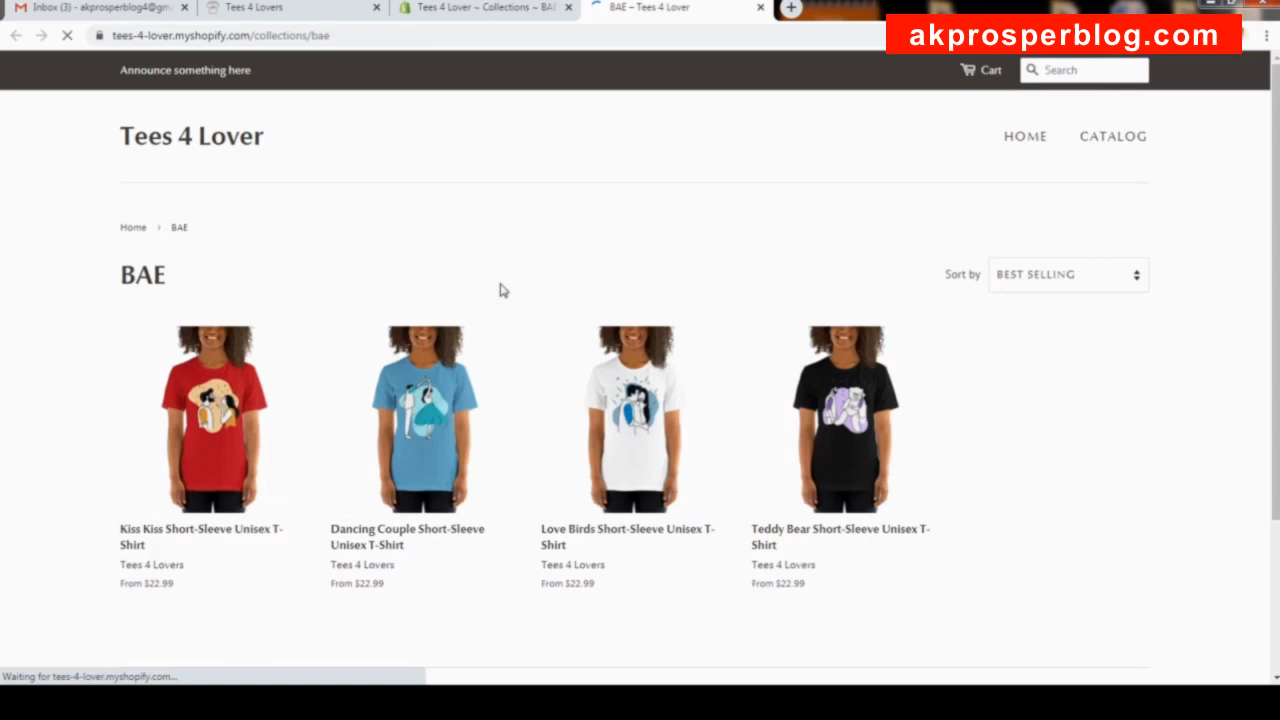 Inbox (3) - akprosperblog4@gm
Tees 4 Lovers
Tees 4 Lover ~ Collections ~ BAE
BAE – Tees 4 Lover
akprosperblog.com
tees-4-lover.myshopify.com/collections/bae
Announce something here
Cart
Search
Tees 4 Lover
HOME
CATALOG
Home › BAE
BAE
Sort by
BEST SELLING
Kiss Kiss Short-Sleeve Unisex T-
Shirt
Tees 4 Lovers
From $22.99
Dancing Couple Short-Sleeve
Unisex T-Shirt
Tees 4 Lovers
From $22.99
Love Birds Short-Sleeve Unisex T-
Shirt
Tees 4 Lovers
From $22.99
Teddy Bear Short-Sleeve Unisex T-
Shirt
Tees 4 Lovers
From $22.99
Waiting for tees-4-lover.myshopify.com...